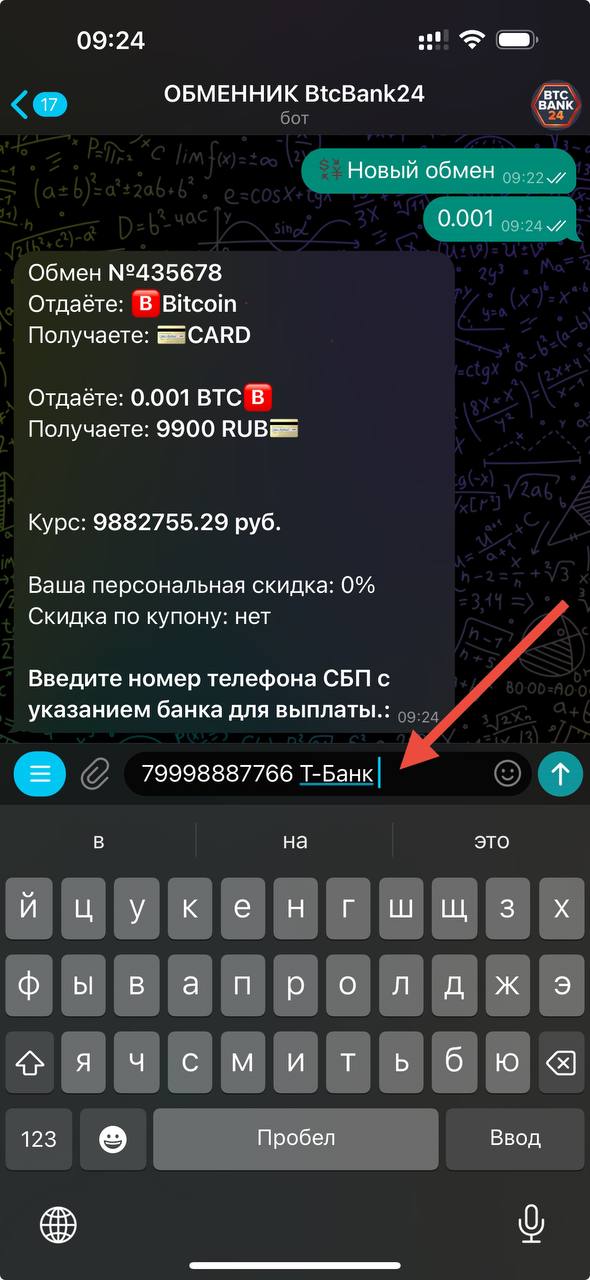 09:24
17
ОБМЕННИК BtcBank24
бот
BTC
BANK
24
Новый обмен 09:22
0.001 09:24
Обмен №435678
Отдаёте: BBitcoin
Получаете: CARD
Отдаёте: 0.001 BTCB
Получаете: 9900 RUB
Курс: 9882755.29 руб.
Ваша персональная скидка: 0%
Скидка по купону: нет
Введите номер телефона СБП с
указанием банка для выплаты.: 09:24
79998887766 Т-Банк
в на это
й ц у к е н г ш щ з х
ф ы в а п р о л д ж э
я ч с м и т ь б ю
123 Пробел Ввод